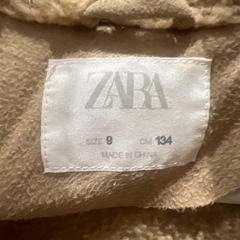 ZARA
SIZE 9 CM 134
MADE IN CHINA